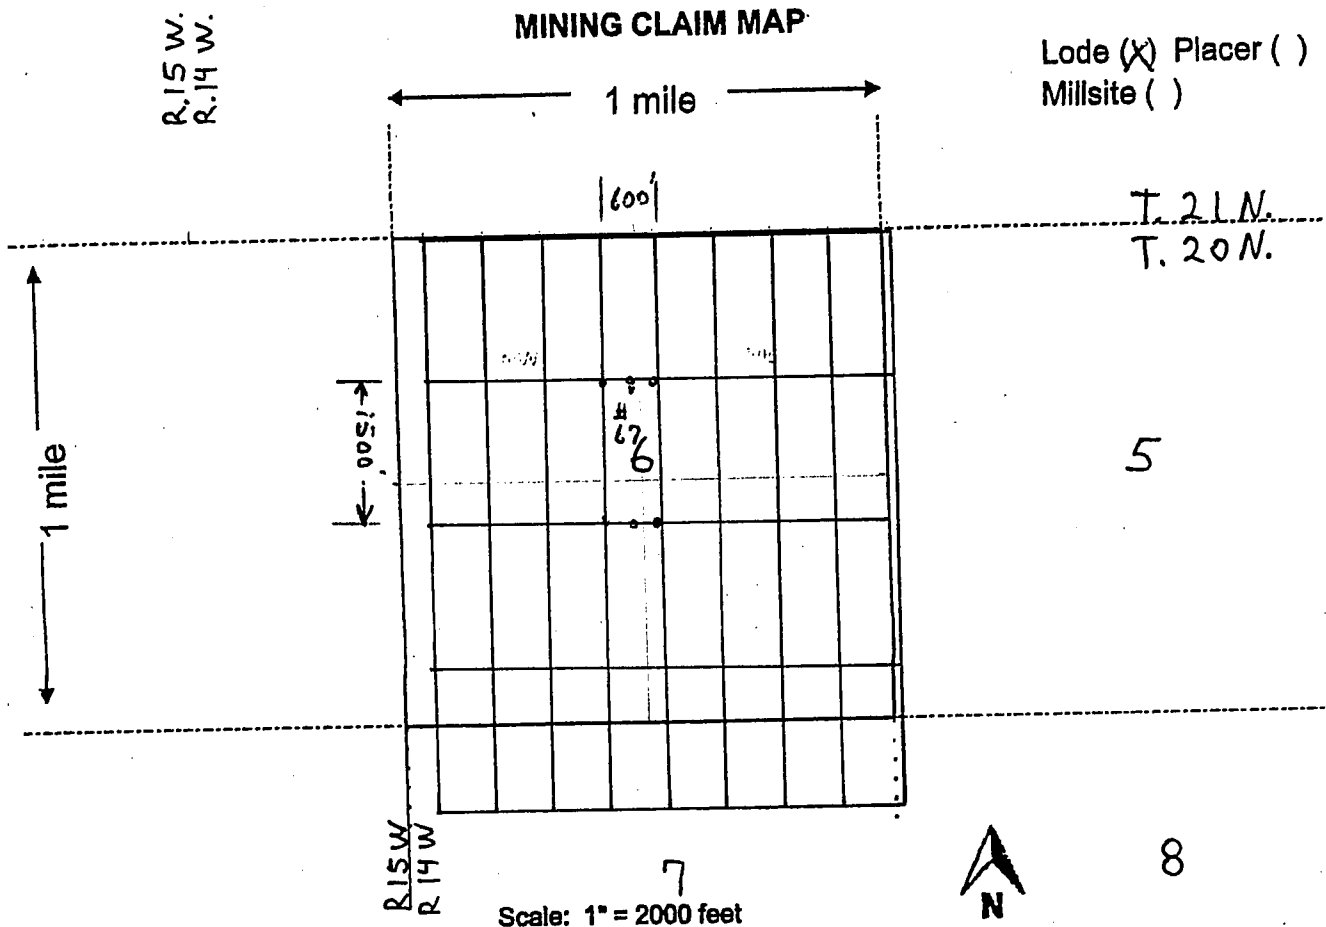 MINING CLAIM MAP
R.15 W.
R.14 W.
Lode (X) Placer ( )
Millsite ( )
1 mile
600'
T. 21 N.
T. 20 N.
1500'
#
67
6
5
1 mile
R15W
R 14 W
7
8
Scale: 1" = 2000 feet
N